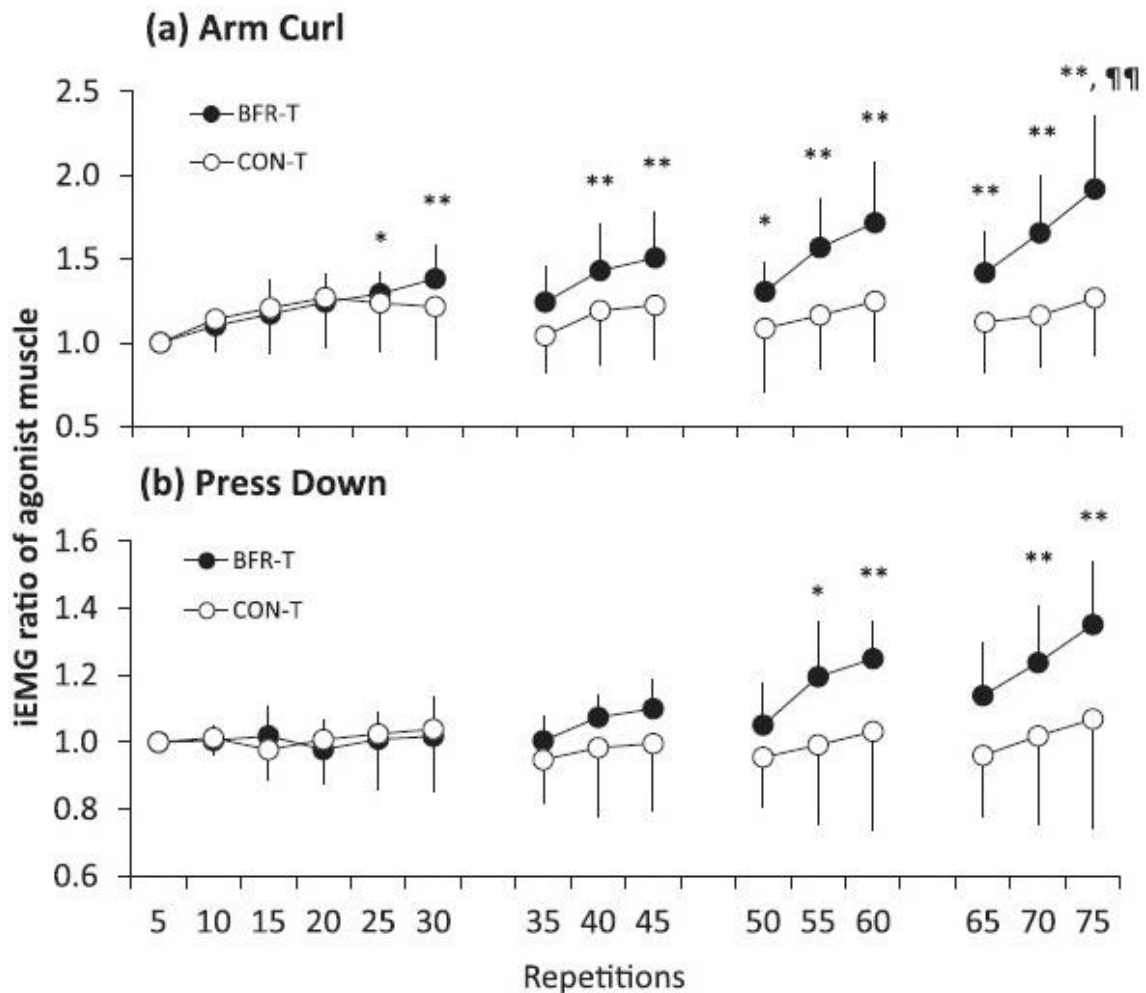 (a) Arm Curl
**, ¶¶
2.5
BFR-T
**
**
CON-T
**
**
**
2.0
**
**
*
*
1.5
1.0
0.5
iEMG ratio of agonist muscle
(b) Press Down
**
1.6
BFR-T
**
*
**
CON-T
1.4
1.2
1.0
0.8
0.6
5 10 15 20 25 30 35 40 45 50 55 60 65 70 75
Repetitions